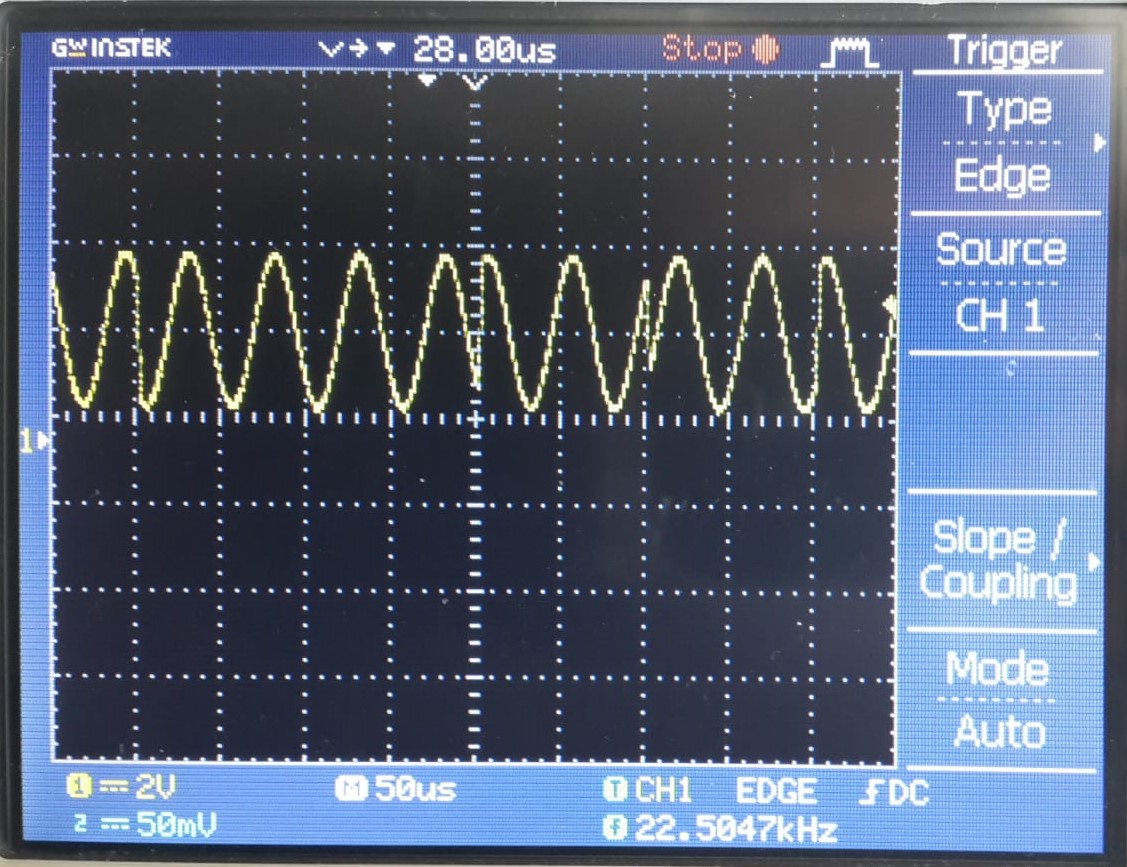 GW INSTEK 28.00us Stop Trigger
Type
Edge
Source
CH 1
1
Slope /
Coupling
Mode
Auto
1 2V M 50us T CH1 EDGE DC
2 50mV f 22.5047kHz